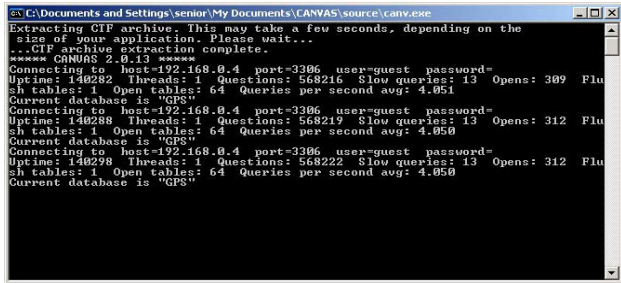 C:\Documents and Settings\senior\My Documents\CANVAS\source\canv.exe
Extracting CTF archive. This may take a few seconds, depending on the
 size of your application. Please wait...
...CTF archive extraction complete.
***** CANVAS 2.0.13 *****
Connecting to  host=192.168.0.4  port=3306  user=guest  password=
Uptime: 140282  Threads: 1  Questions: 568216  Slow queries: 13  Opens: 309  Flu
sh tables: 1  Open tables: 64  Queries per second avg: 4.051
Current database is "GPS"
Connecting to  host=192.168.0.4  port=3306  user=guest  password=
Uptime: 140288  Threads: 1  Questions: 568219  Slow queries: 13  Opens: 312  Flu
sh tables: 1  Open tables: 64  Queries per second avg: 4.050
Current database is "GPS"
Connecting to  host=192.168.0.4  port=3306  user=guest  password=
Uptime: 140298  Threads: 1  Questions: 568222  Slow queries: 13  Opens: 312  Flu
sh tables: 1  Open tables: 64  Queries per second avg: 4.050
Current database is "GPS"